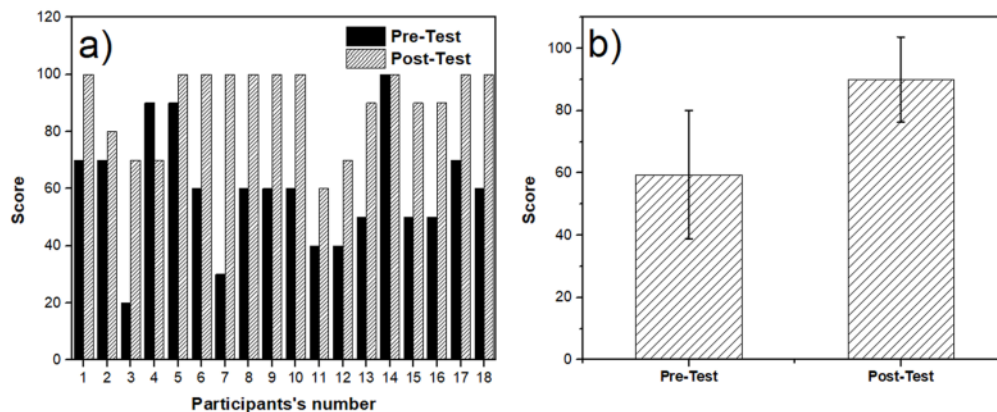 a)
Pre-Test
Post-Test
120
100
80
60
40
20
0
Score
1 2 3 4 5 6 7 8 9 10 11 12 13 14 15 16 17 18
Participants's number
b)
100
80
60
40
20
0
Score
Pre-Test Post-Test